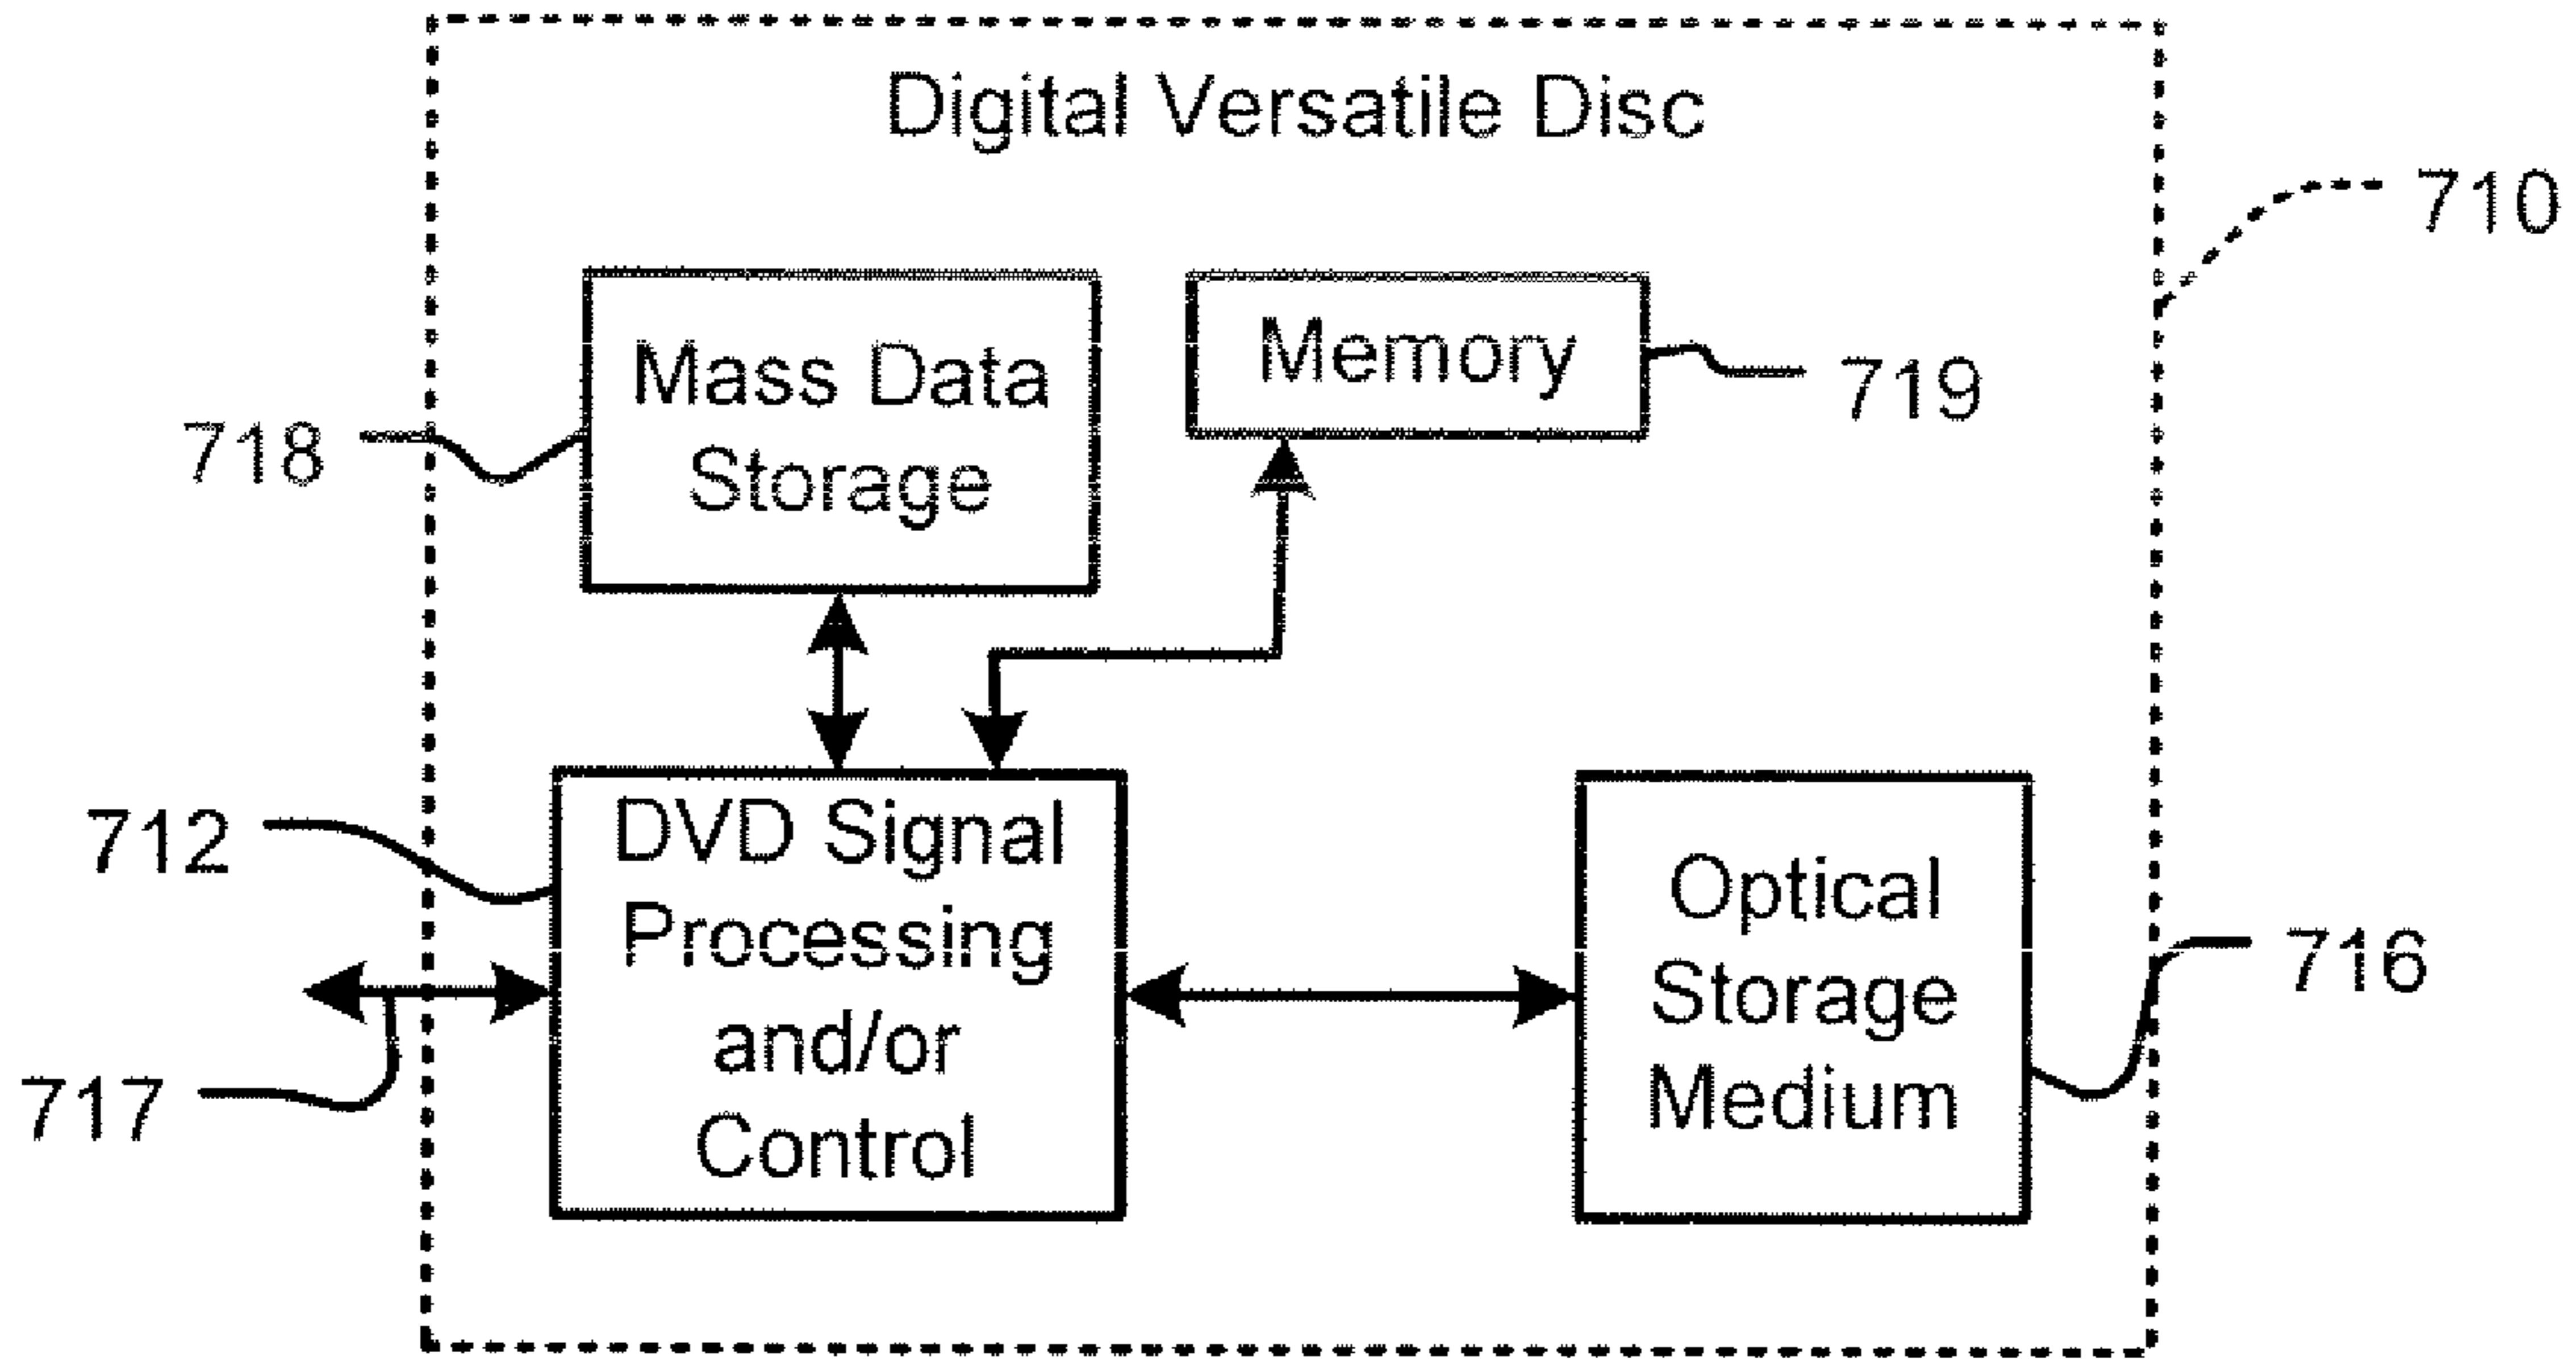 Digital Versatile Disc
710
Mass Data
Storage
718
Memory
719
DVD Signal
Processing
and/or
Control
712
Optical
Storage
Medium
716
717